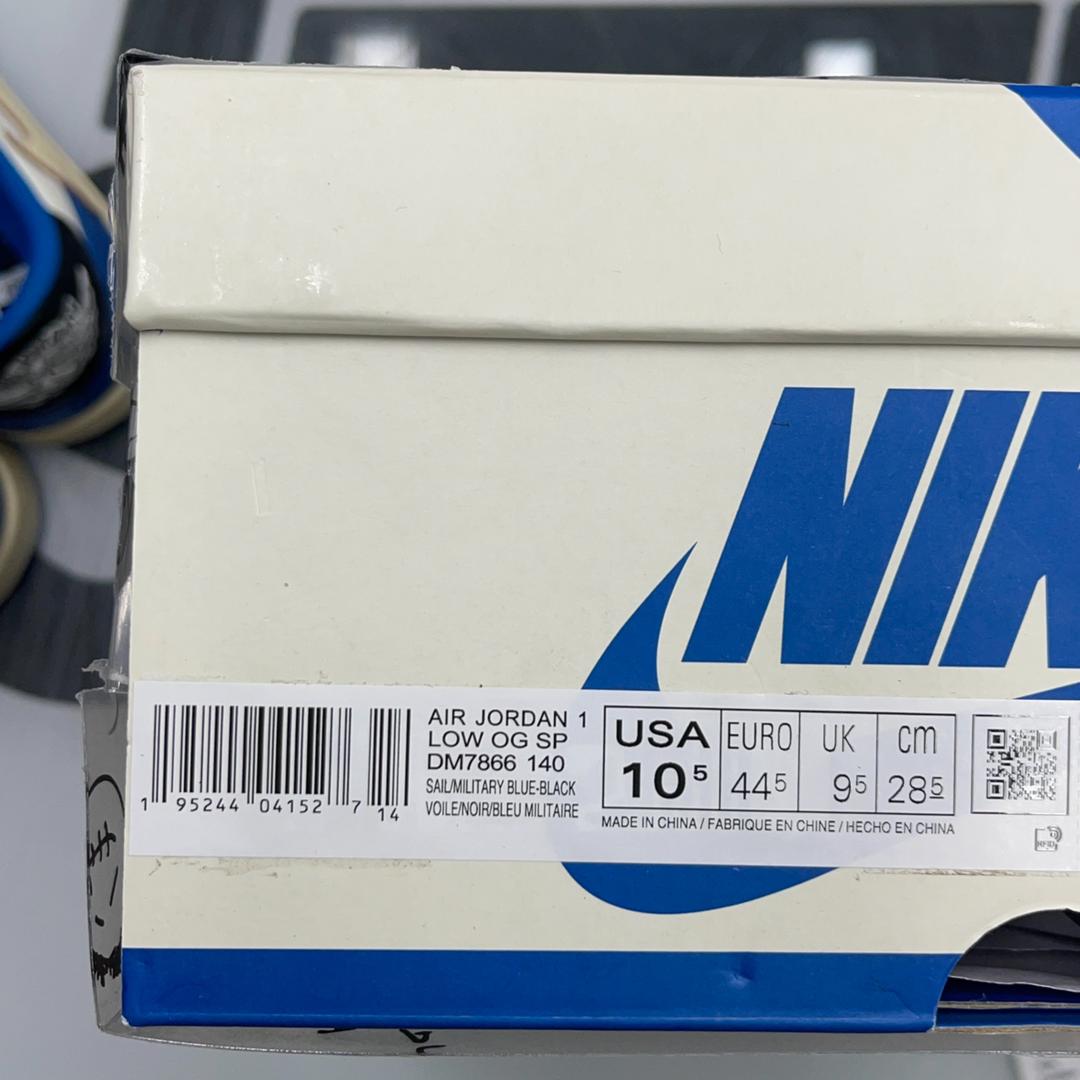 NIK
AIR JORDAN 1
LOW OG SP
DM7866 140
SAIL/MILITARY BLUE-BLACK
VOILE/NOIR/BLEU MILITAIRE
1 95244 04152 7 14
USA EURO UK cm
10⁵ 44⁵ 9⁵ 28⁵
MADE IN CHINA / FABRIQUE EN CHINE / HECHO EN CHINA
RFID